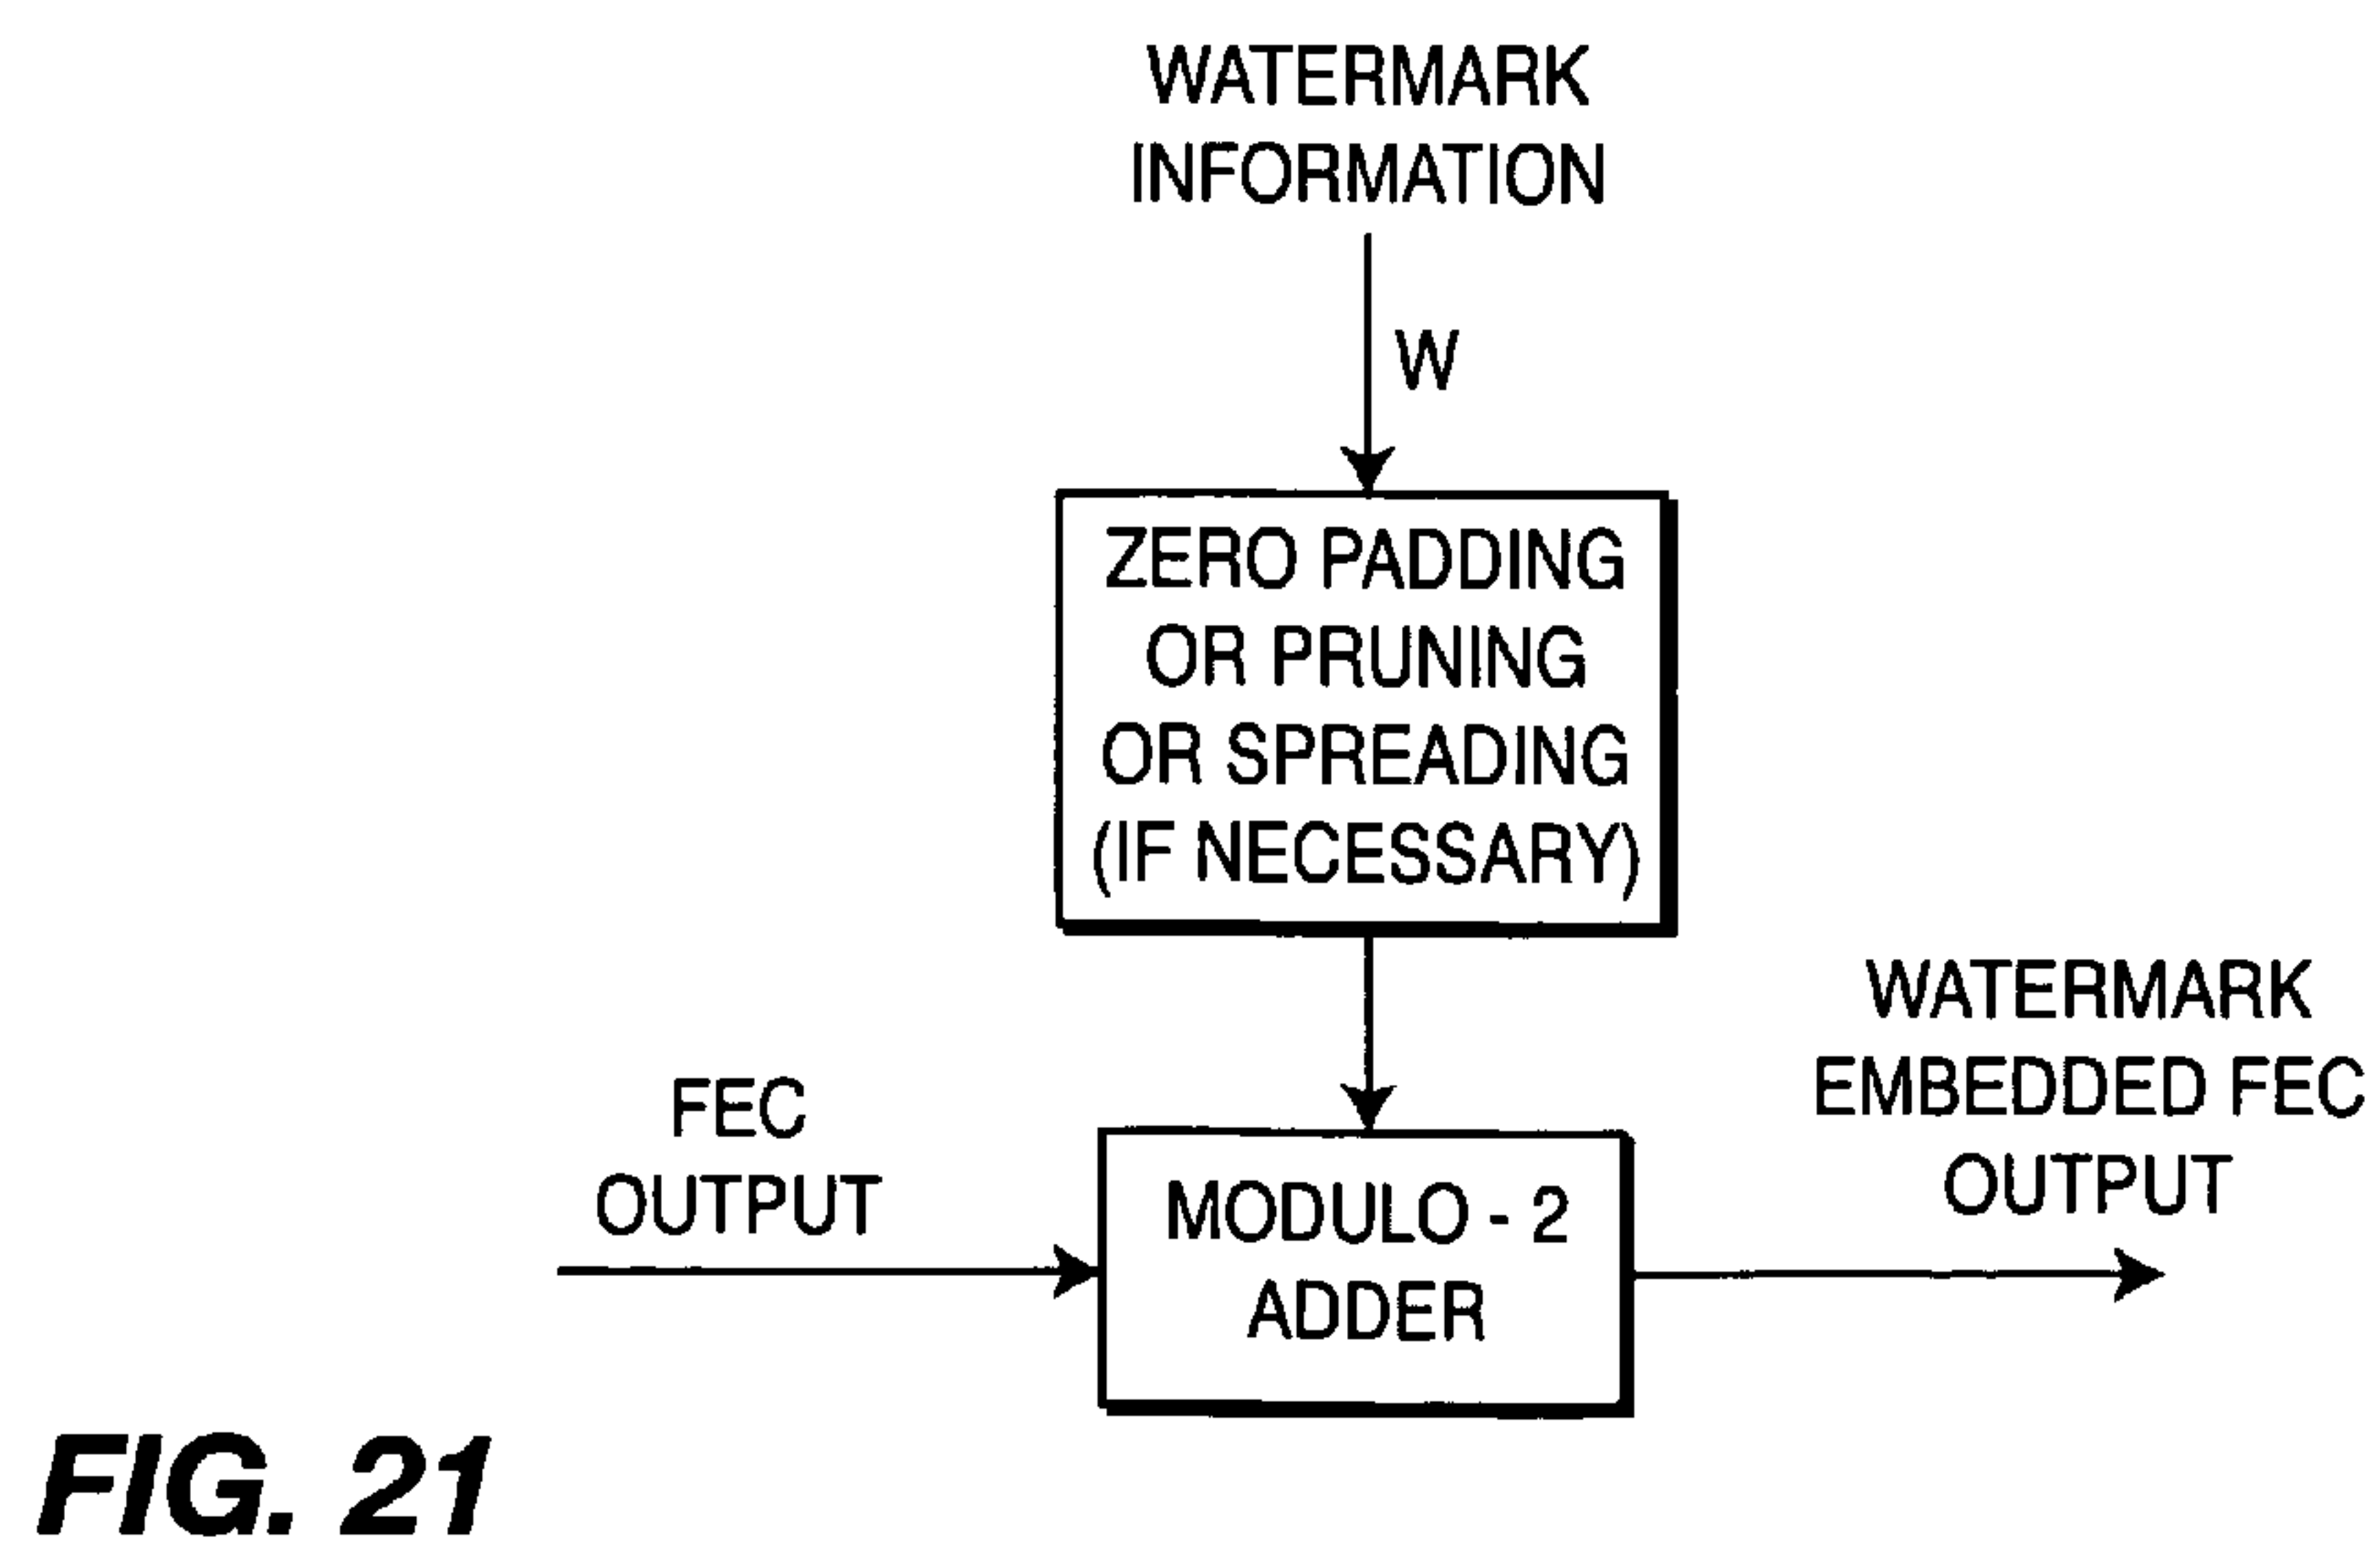 WATERMARK
INFORMATION
W
ZERO PADDING
OR PRUNING
OR SPREADING
(IF NECESSARY)
FEC
OUTPUT
MODULO - 2
ADDER
WATERMARK
EMBEDDED FEC
OUTPUT
FIG. 21